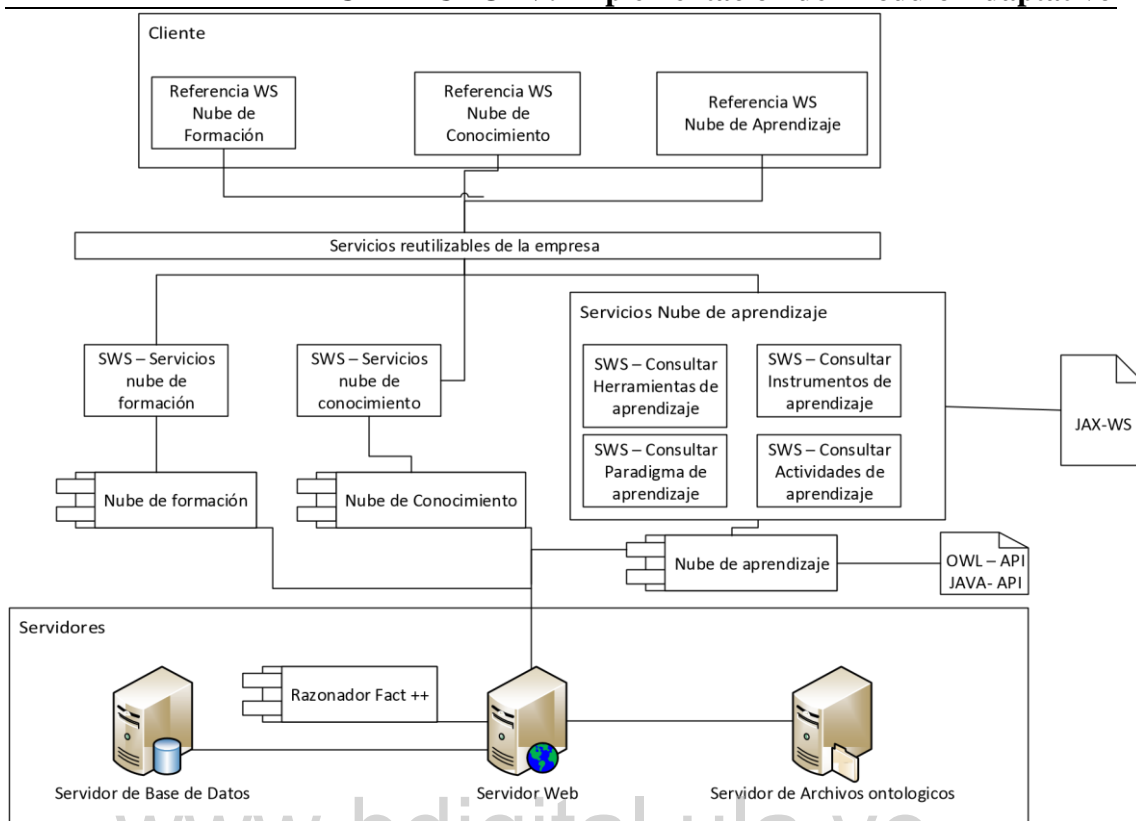 Cliente
Referencia WS
Nube de
Formación
Referencia WS
Nube de
Conocimiento
Referencia WS
Nube de Aprendizaje
Servicios reutilizables de la empresa
SWS – Servicios
nube de
formación
SWS – Servicios
nube de
conocimiento
Servicios Nube de aprendizaje
SWS – Consultar
Herramientas de
aprendizaje
SWS – Consultar
Instrumentos de
aprendizaje
SWS – Consultar
Paradigma de
aprendizaje
SWS – Consultar
Actividades de
aprendizaje
JAX-WS
Nube de formación
Nube de Conocimiento
Nube de aprendizaje
OWL – API
JAVA- API
Servidores
Razonador Fact ++
Servidor de Base de Datos
Servidor Web
Servidor de Archivos ontologicos
www.bdigital.ula.ve